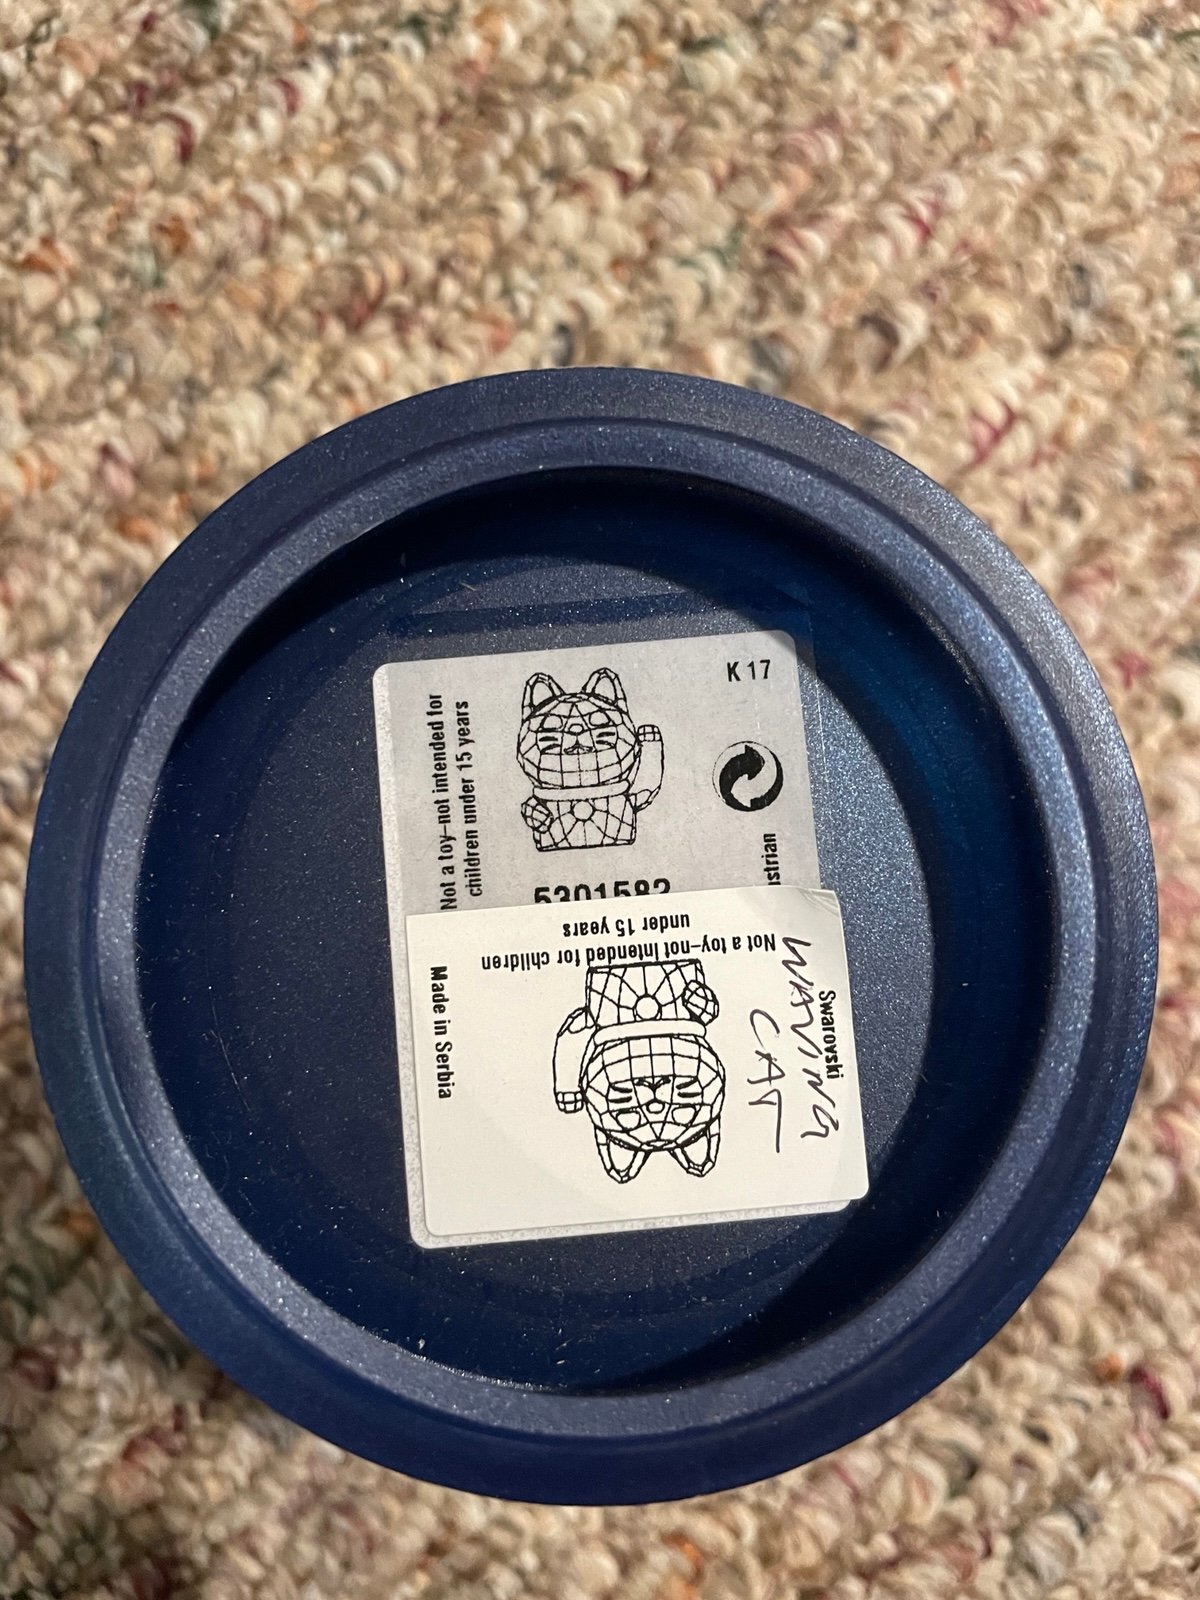 K 17
Not a toy–not intended for
children under 15 years
5301582
Not a toy–not intended for children
under 15 years
Swarovski
WAVING
CAT
Made in Serbia